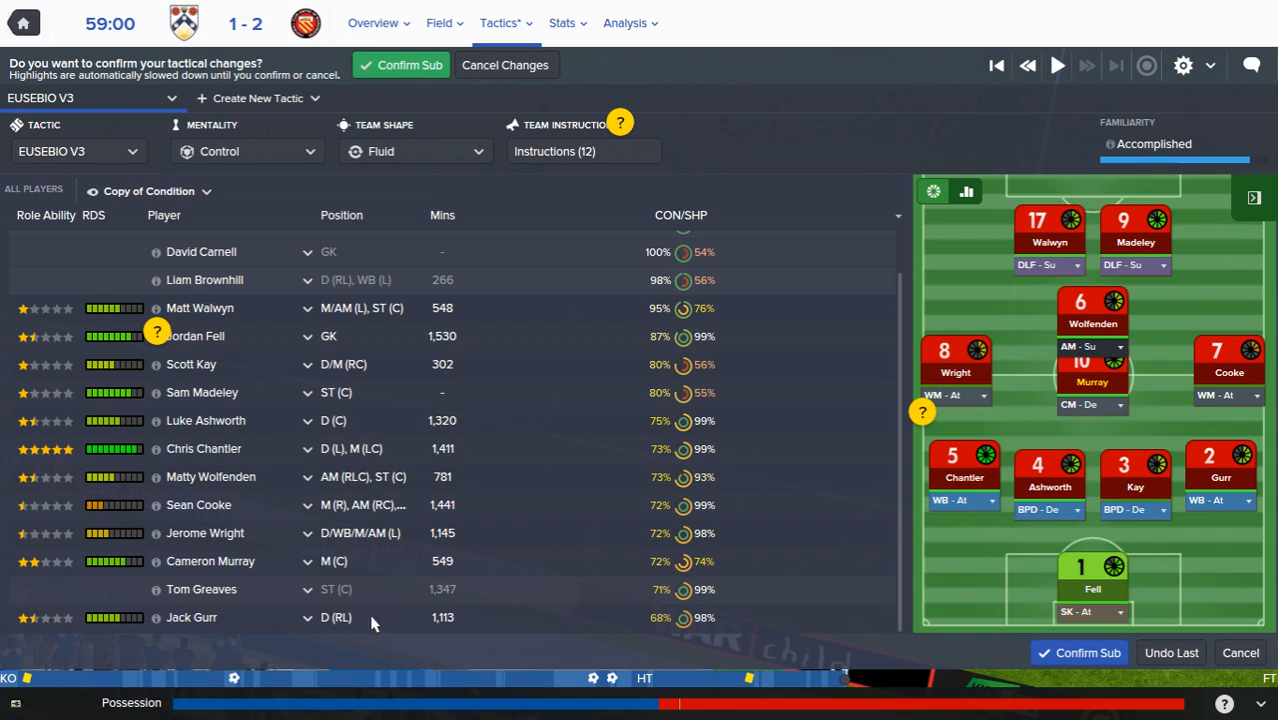 59:00
1 - 2
Overview
Field
Tactics*
Stats
Analysis
Do you want to confirm your tactical changes?
Highlights are automatically slowed down until you confirm or cancel.
Confirm Sub
Cancel Changes
EUSEBIO V3
Create New Tactic
TACTIC
MENTALITY
TEAM SHAPE
TEAM INSTRUCTIO
?
EUSEBIO V3
Control
Fluid
Instructions (12)
FAMILIARITY
Accomplished
ALL PLAYERS
Copy of Condition
Role Ability RDS Player Position Mins CON/SHP
David Carnell GK - 100% 54%
Liam Brownhill D (RL), WB (L) 266 98% 56%
Matt Walwyn M/AM (L), ST (C) 548 95% 76%
? Jordan Fell GK 1,530 87% 99%
Scott Kay D/M (RC) 302 80% 56%
Sam Madeley ST (C) - 80% 55%
Luke Ashworth D (C) 1,320 75% 99%
Chris Chantler D (L), M (LC) 1,411 73% 99%
Matty Wolfenden AM (RLC), ST (C) 781 73% 93%
Sean Cooke M (R), AM (RC),... 1,441 72% 99%
Jerome Wright D/WB/M/AM (L) 1,145 72% 98%
Cameron Murray M (C) 549 72% 74%
Tom Greaves ST (C) 1,347 71% 99%
Jack Gurr D (RL) 1,113 68% 98%
17 Walwyn DLF - Su
9 Madeley DLF - Su
6 Wolfenden AM - Su
8 Wright WM - At
10 Murray CM - De
7 Cooke WM - At
?
5 Chantler WB - At
4 Ashworth BPD - De
3 Kay BPD - De
2 Gurr WB - At
1 Fell SK - At
Confirm Sub
Undo Last
Cancel
child
KO
HT
FT
Possession
?